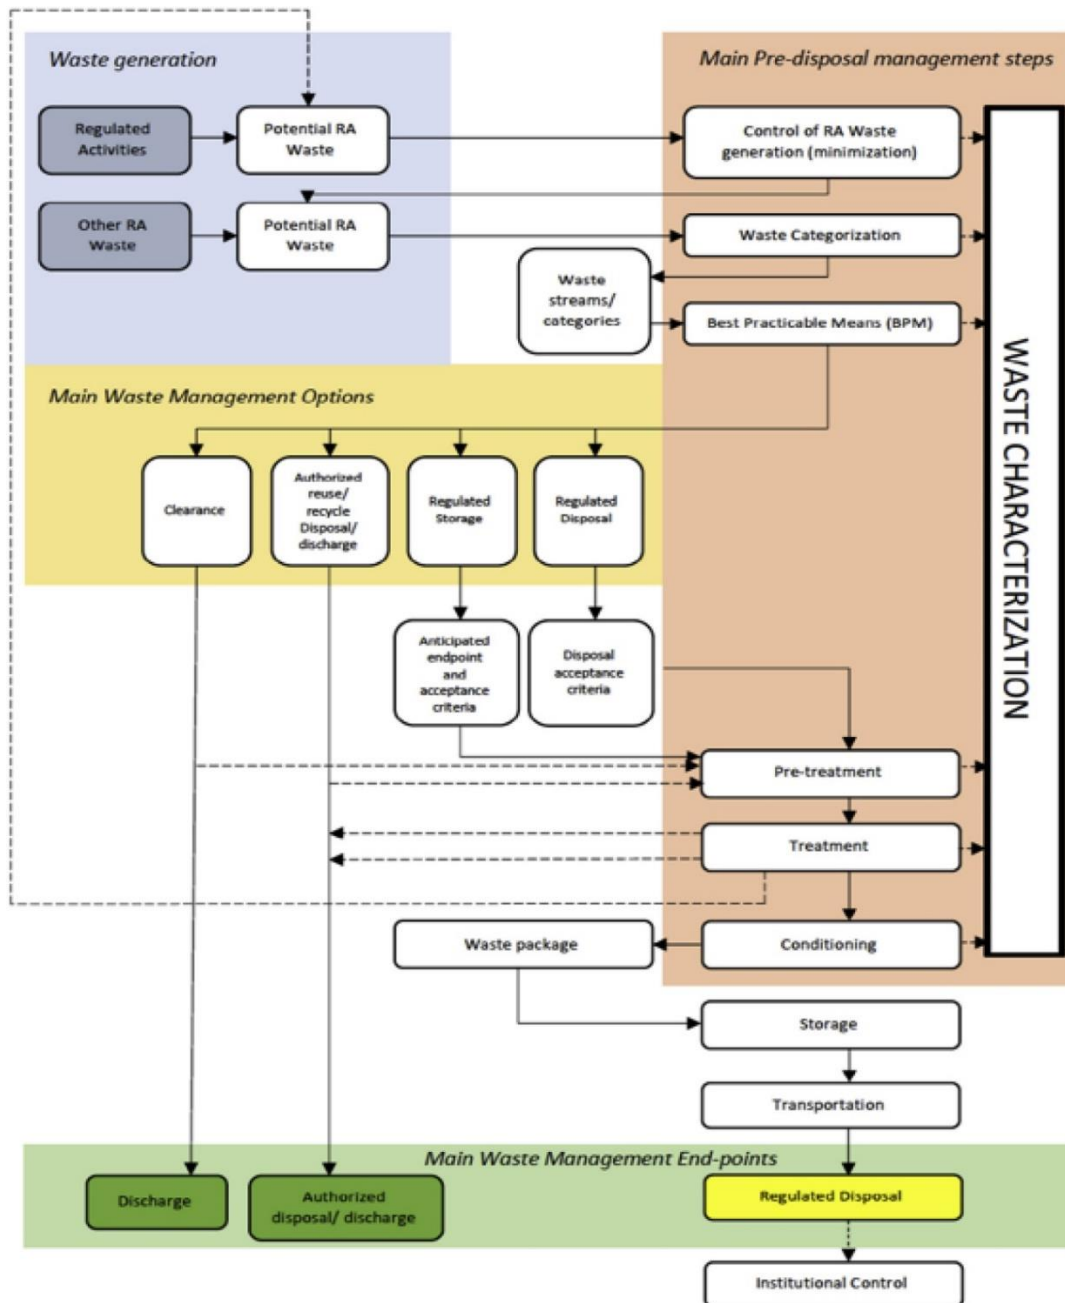 Waste generation
Main Pre-disposal management steps
Regulated
Activities
Potential RA
Waste
Control of RA Waste
generation (minimization)
Other RA
Waste
Potential RA
Waste
Waste Categorization
Waste
streams/
categories
Best Practicable Means (BPM)
WASTE CHARACTERIZATION
Main Waste Management Options
Clearance
Authorized
reuse/
recycle
Disposal/
discharge
Regulated
Storage
Regulated
Disposal
Anticipated
endpoint
and
acceptance
criteria
Disposal
acceptance
criteria
Pre-treatment
Treatment
Waste package
Conditioning
Storage
Transportation
Main Waste Management End-points
Discharge
Authorized
disposal/ discharge
Regulated Disposal
Institutional Control